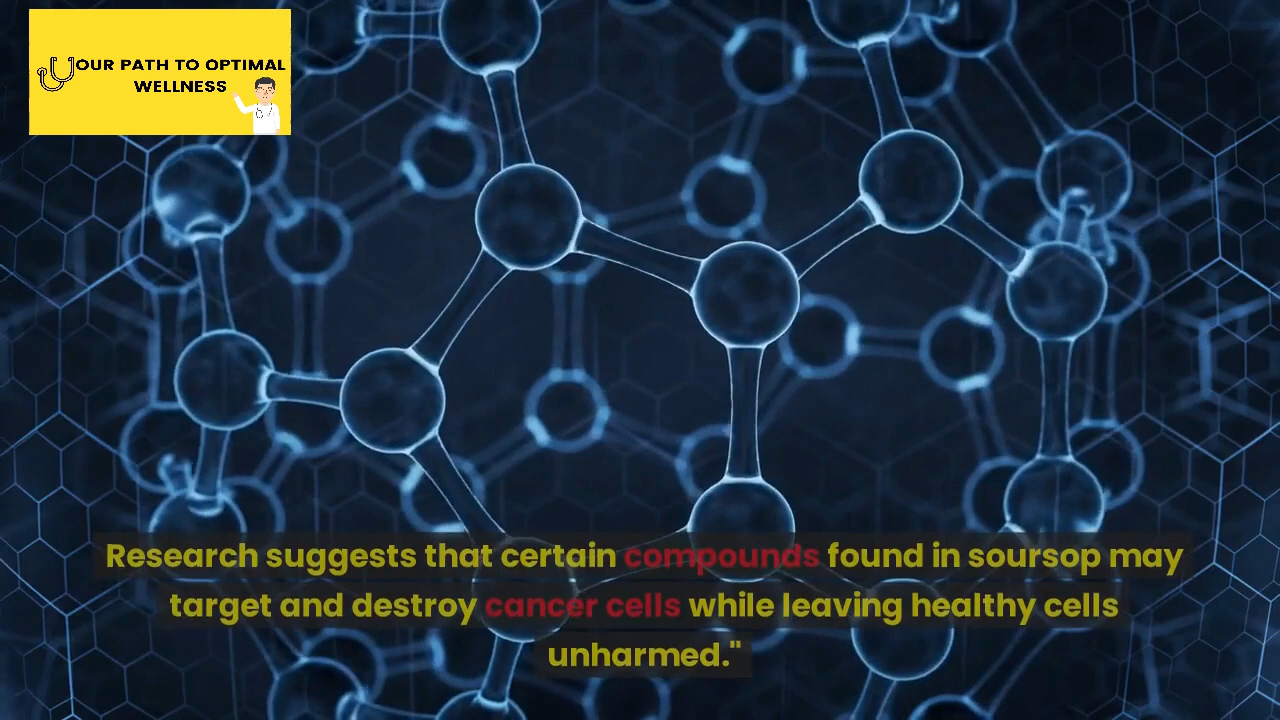 YOUR PATH TO OPTIMAL
WELLNESS
Research suggests that certain compounds found in soursop may
target and destroy cancer cells while leaving healthy cells
unharmed."